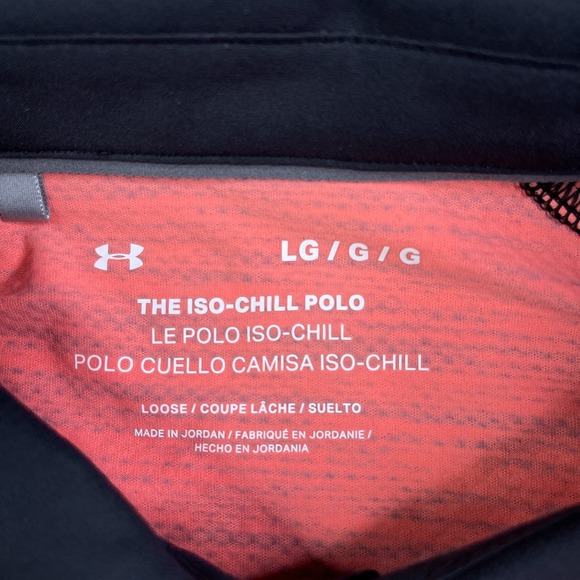 LG / G / G
THE ISO-CHILL POLO
LE POLO ISO-CHILL
POLO CUELLO CAMISA ISO-CHILL
LOOSE / COUPE LÂCHE / SUELTO
MADE IN JORDAN / FABRIQUÉ EN JORDANIE /
HECHO EN JORDANIA